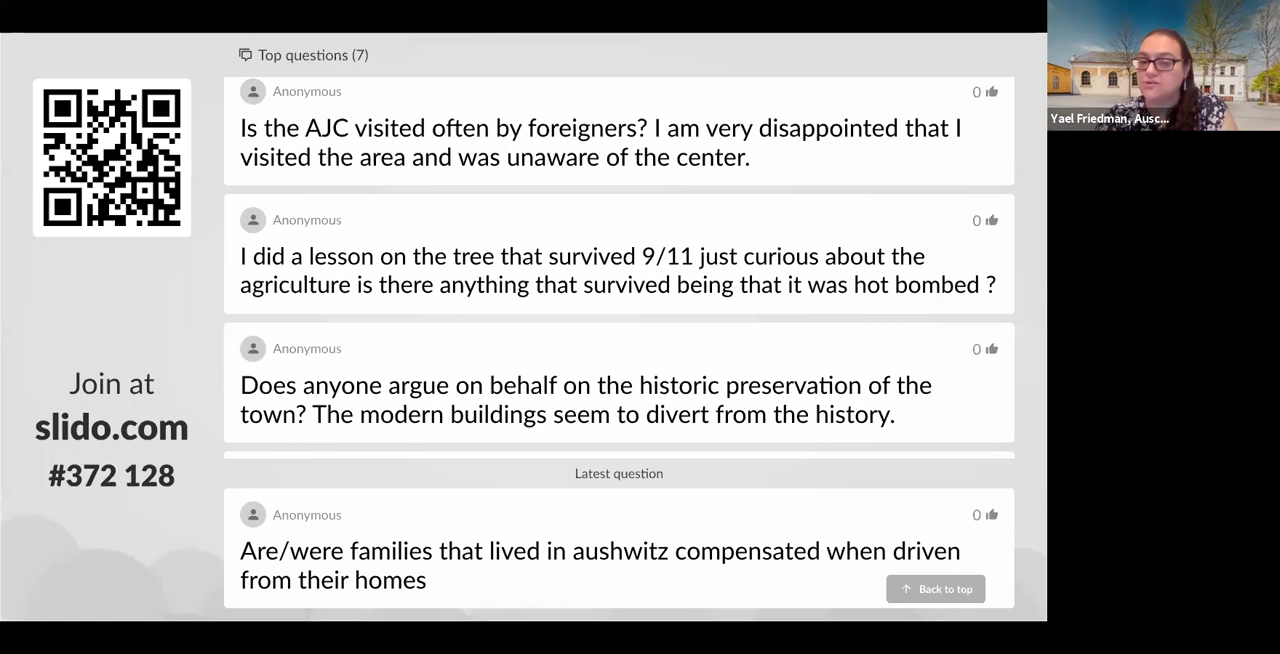 Top questions (7)
Anonymous
0
Is the AJC visited often by foreigners? I am very disappointed that I
visited the area and was unaware of the center.
Anonymous
0
I did a lesson on the tree that survived 9/11 just curious about the
agriculture is there anything that survived being that it was hot bombed ?
Anonymous
0
Does anyone argue on behalf on the historic preservation of the
town? The modern buildings seem to divert from the history.
Latest question
Anonymous
0
Are/were families that lived in aushwitz compensated when driven
from their homes
Back to top
Join at
slido.com
#372 128
Yael Friedman, Ausc...